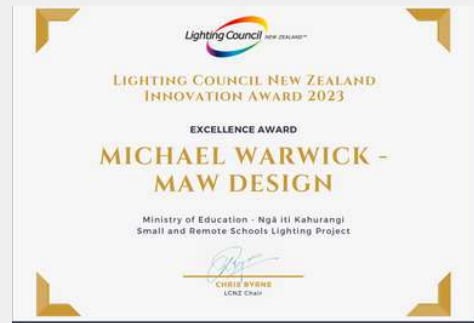 Lighting Council NEW ZEALAND™
LIGHTING COUNCIL NEW ZEALAND
INNOVATION AWARD 2023
EXCELLENCE AWARD
MICHAEL WARWICK -
MAW DESIGN
Ministry of Education - Ngā iti Kahurangi
Small and Remote Schools Lighting Project
CHRIS BYRNE
LCNZ Chair